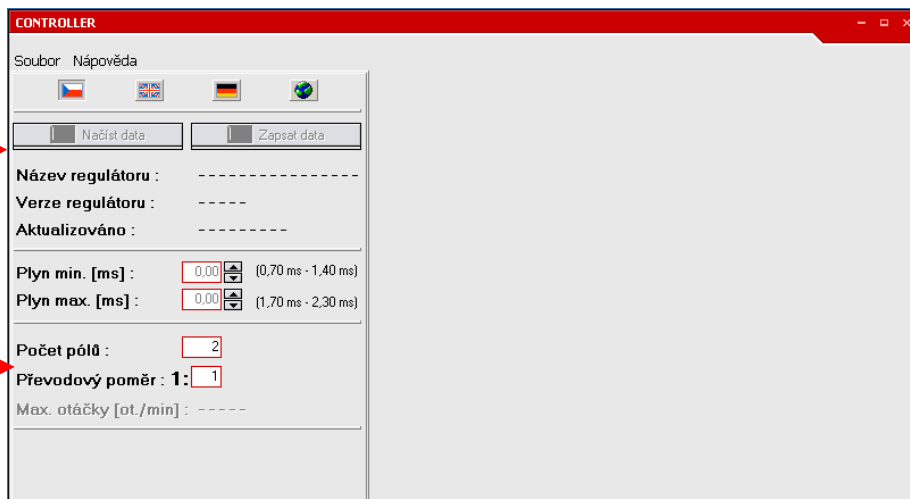 CONTROLLER
Soubor Nápověda
Načíst data Zapsat data
Název regulátoru : - - - - - - - - - - - - - - - -
Verze regulátoru : - - - - -
Aktualizováno : - - - - - - - - -
Plyn min. [ms] : 0,00 (0,70 ms - 1,40 ms)
Plyn max. [ms] : 0,00 (1,70 ms - 2,30 ms)
Počet pólů : 2
Převodový poměr : 1: 1
Max. otáčky [ot./min] : - - - - -